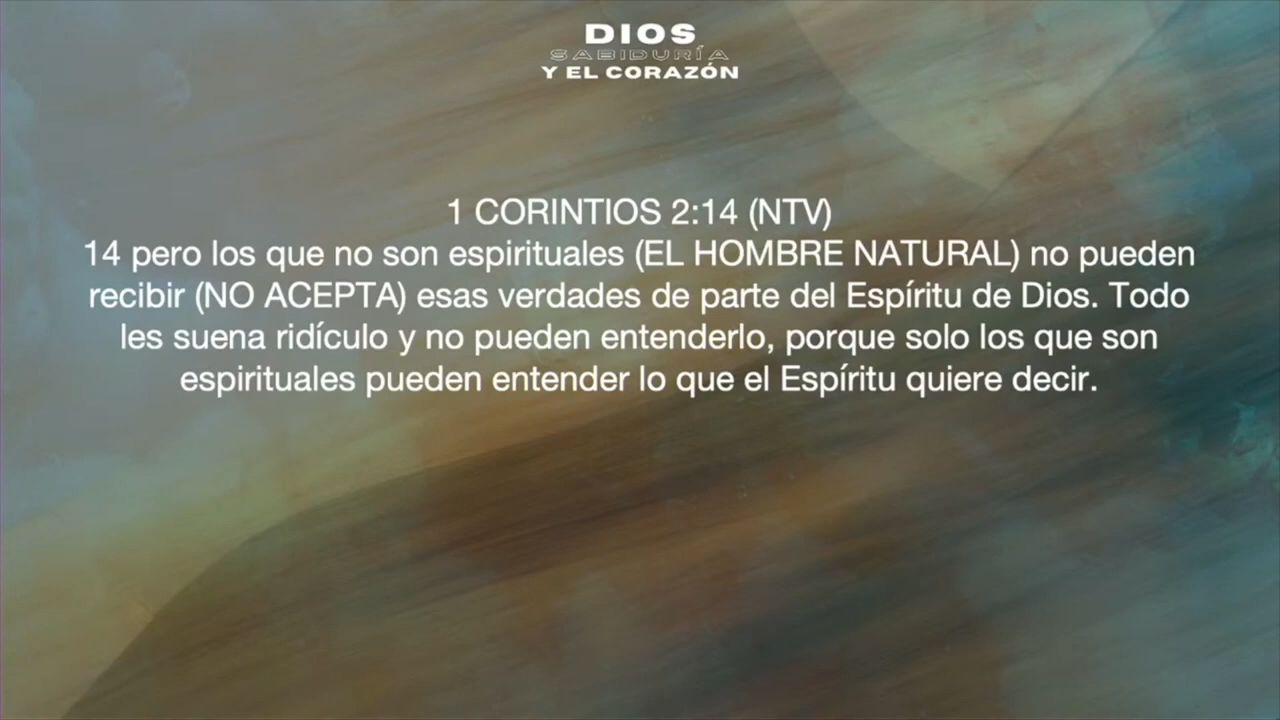 DIOS
SABIDURÍA
Y EL CORAZÓN
1 CORINTIOS 2:14 (NTV)
14 pero los que no son espirituales (EL HOMBRE NATURAL) no pueden
recibir (NO ACEPTA) esas verdades de parte del Espíritu de Dios. Todo
les suena ridículo y no pueden entenderlo, porque solo los que son
espirituales pueden entender lo que el Espíritu quiere decir.